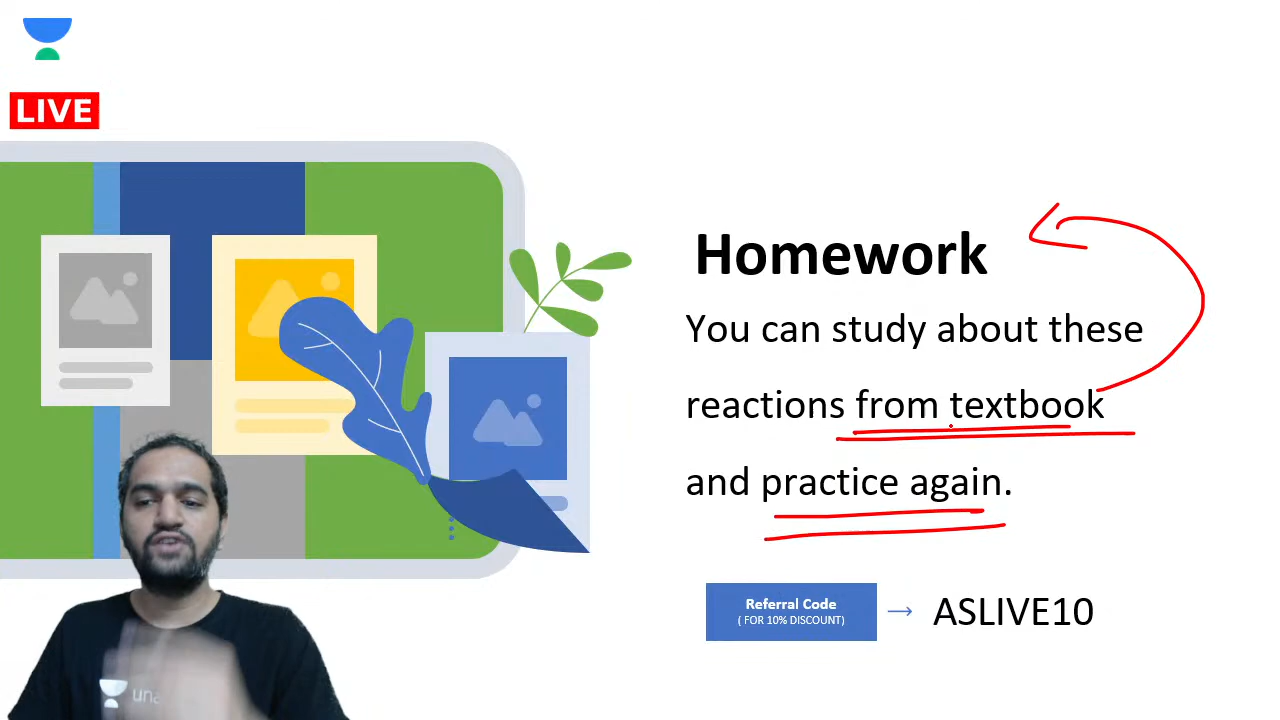 LIVE
Homework
You can study about these
reactions from textbook
and practice again.
Referral Code
( FOR 10% DISCOUNT)
ASLIVE10
una